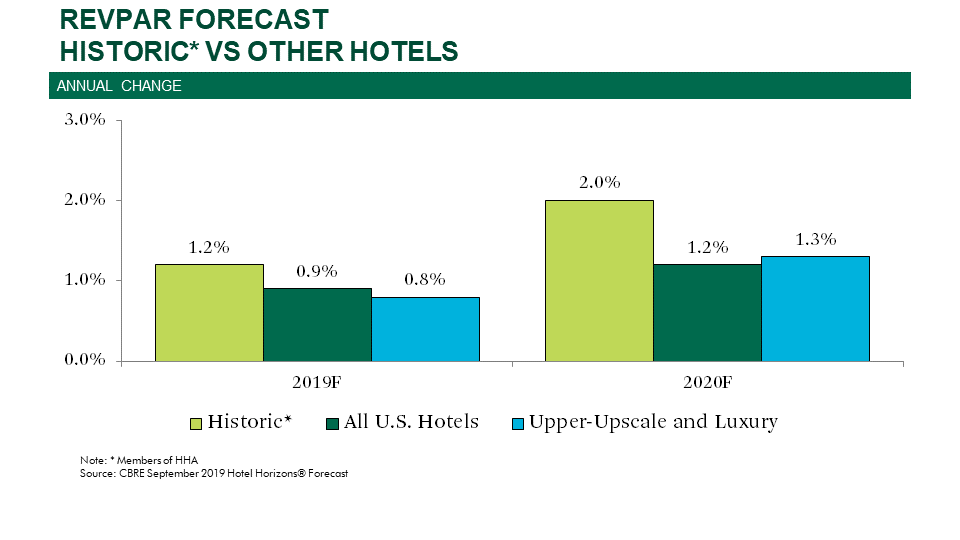 REVPAR FORECAST
HISTORIC* VS OTHER HOTELS
ANNUAL CHANGE
3.0%
2.0%
1.0%
0.0%
1.2%
0.9%
0.8%
2.0%
1.2%
1.3%
2019F
2020F
Historic*
All U.S. Hotels
Upper-Upscale and Luxury
Note: * Members of HHA
Source: CBRE September 2019 Hotel Horizons® Forecast